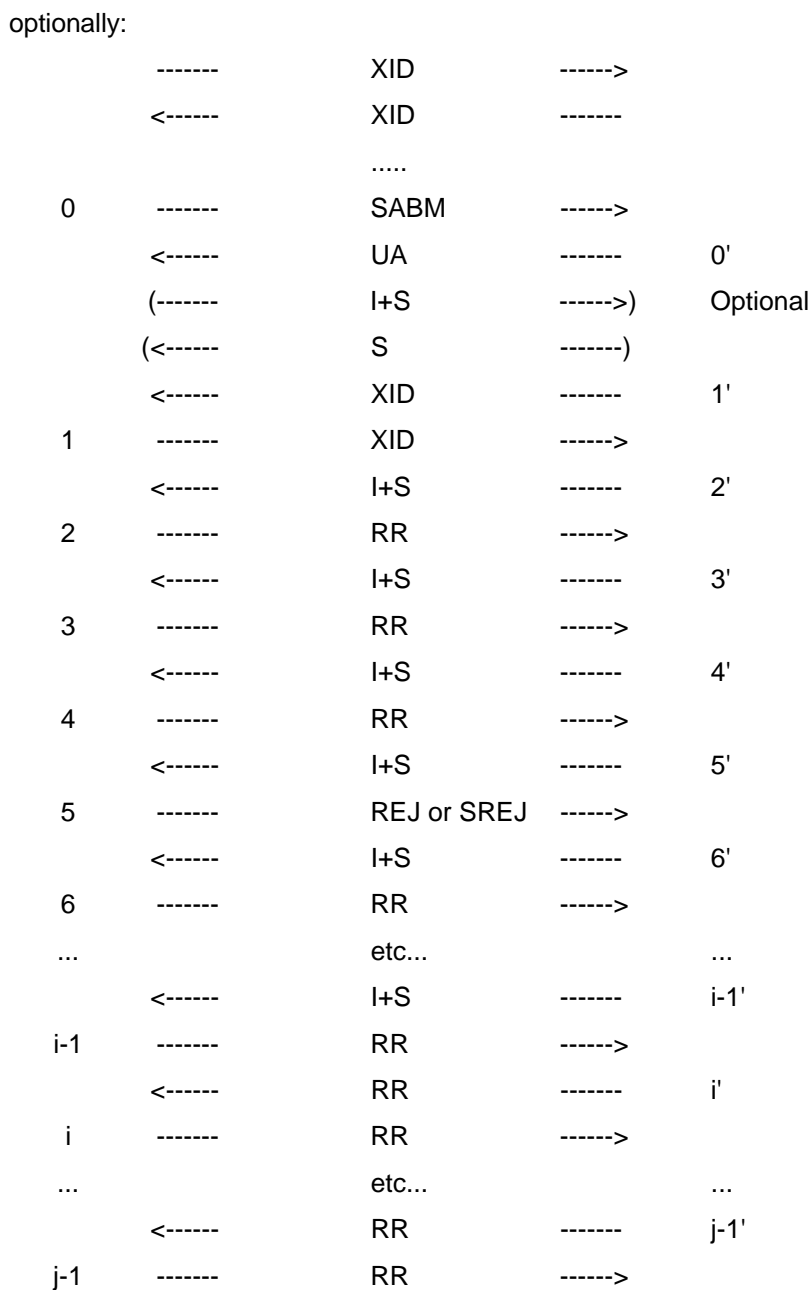 optionally:
------- XID ------>
<------ XID -------
.....
0 ------- SABM ------>
<------ UA ------- 0'
(------- I+S ------>) Optional
(<------ S -------)
<------ XID ------- 1'
1 ------- XID ------>
<------ I+S ------- 2'
2 ------- RR ------>
<------ I+S ------- 3'
3 ------- RR ------>
<------ I+S ------- 4'
4 ------- RR ------>
<------ I+S ------- 5'
5 ------- REJ or SREJ ------>
<------ I+S ------- 6'
6 ------- RR ------>
... etc... ...
<------ I+S ------- i-1'
i-1 ------- RR ------>
<------ RR ------- i'
i ------- RR ------>
... etc... ...
<------ RR ------- j-1'
j-1 ------- RR ------>